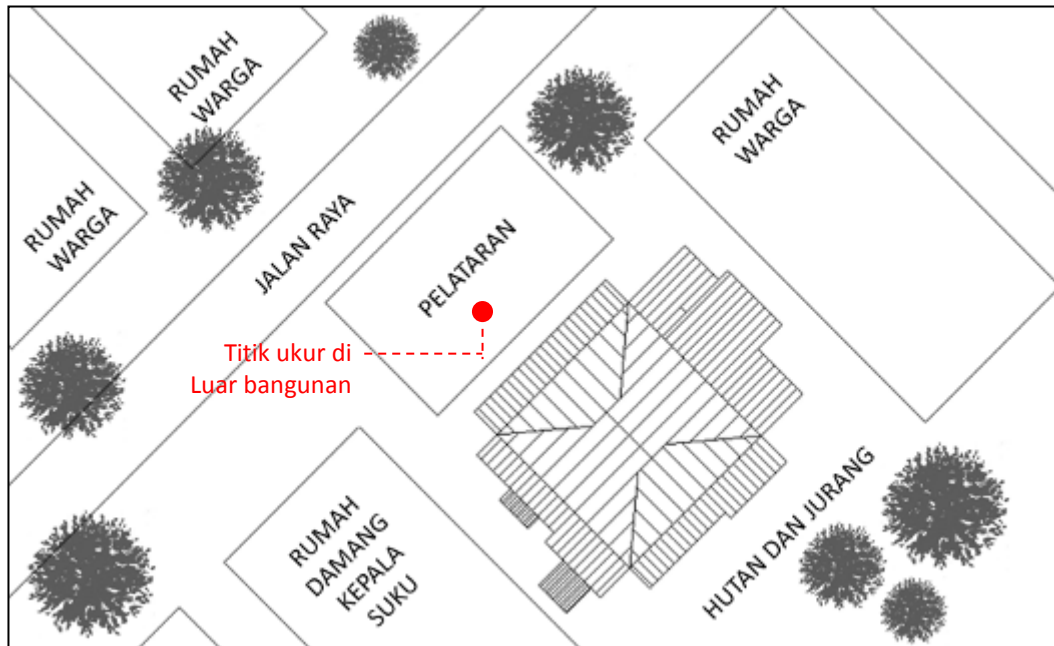 RUMAH
WARGA
RUMAH
WARGA
RUMAH
WARGA
JALAN RAYA
PELATARAN
Titik ukur di
Luar bangunan
RUMAH
DAMANG
KEPALA
SUKU
HUTAN DAN JURANG